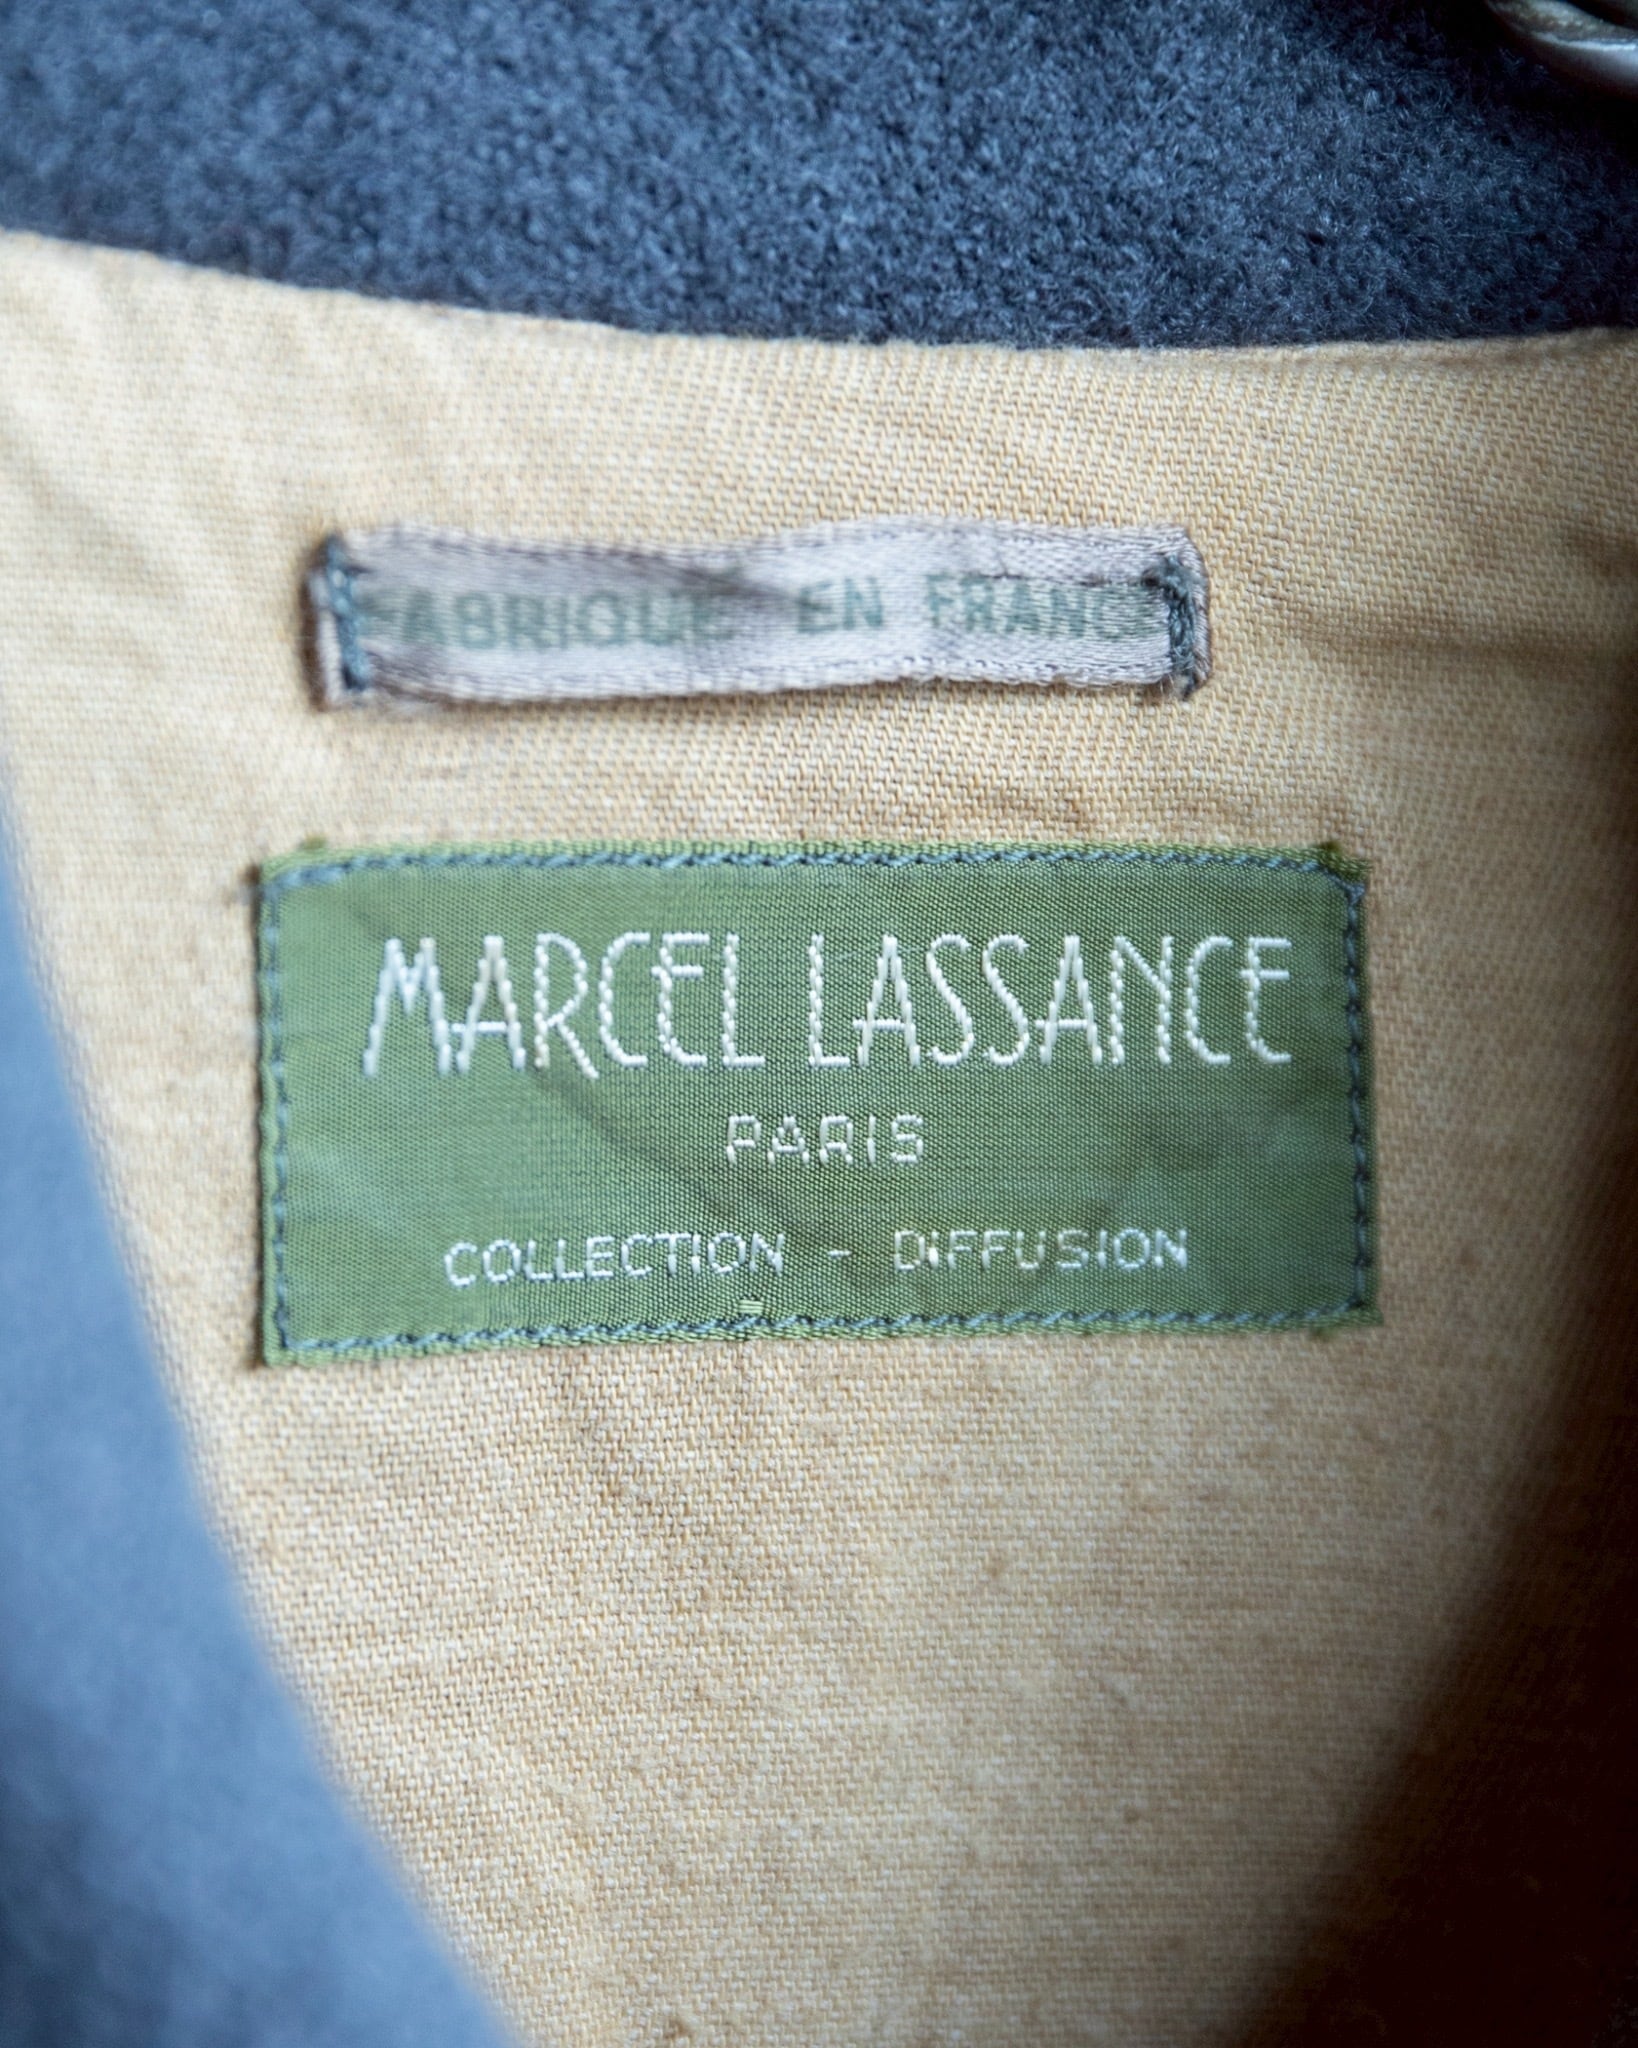 FABRIQUE EN FRANCE
MARCEL LASSANCE
PARIS
COLLECTION - DIFFUSION